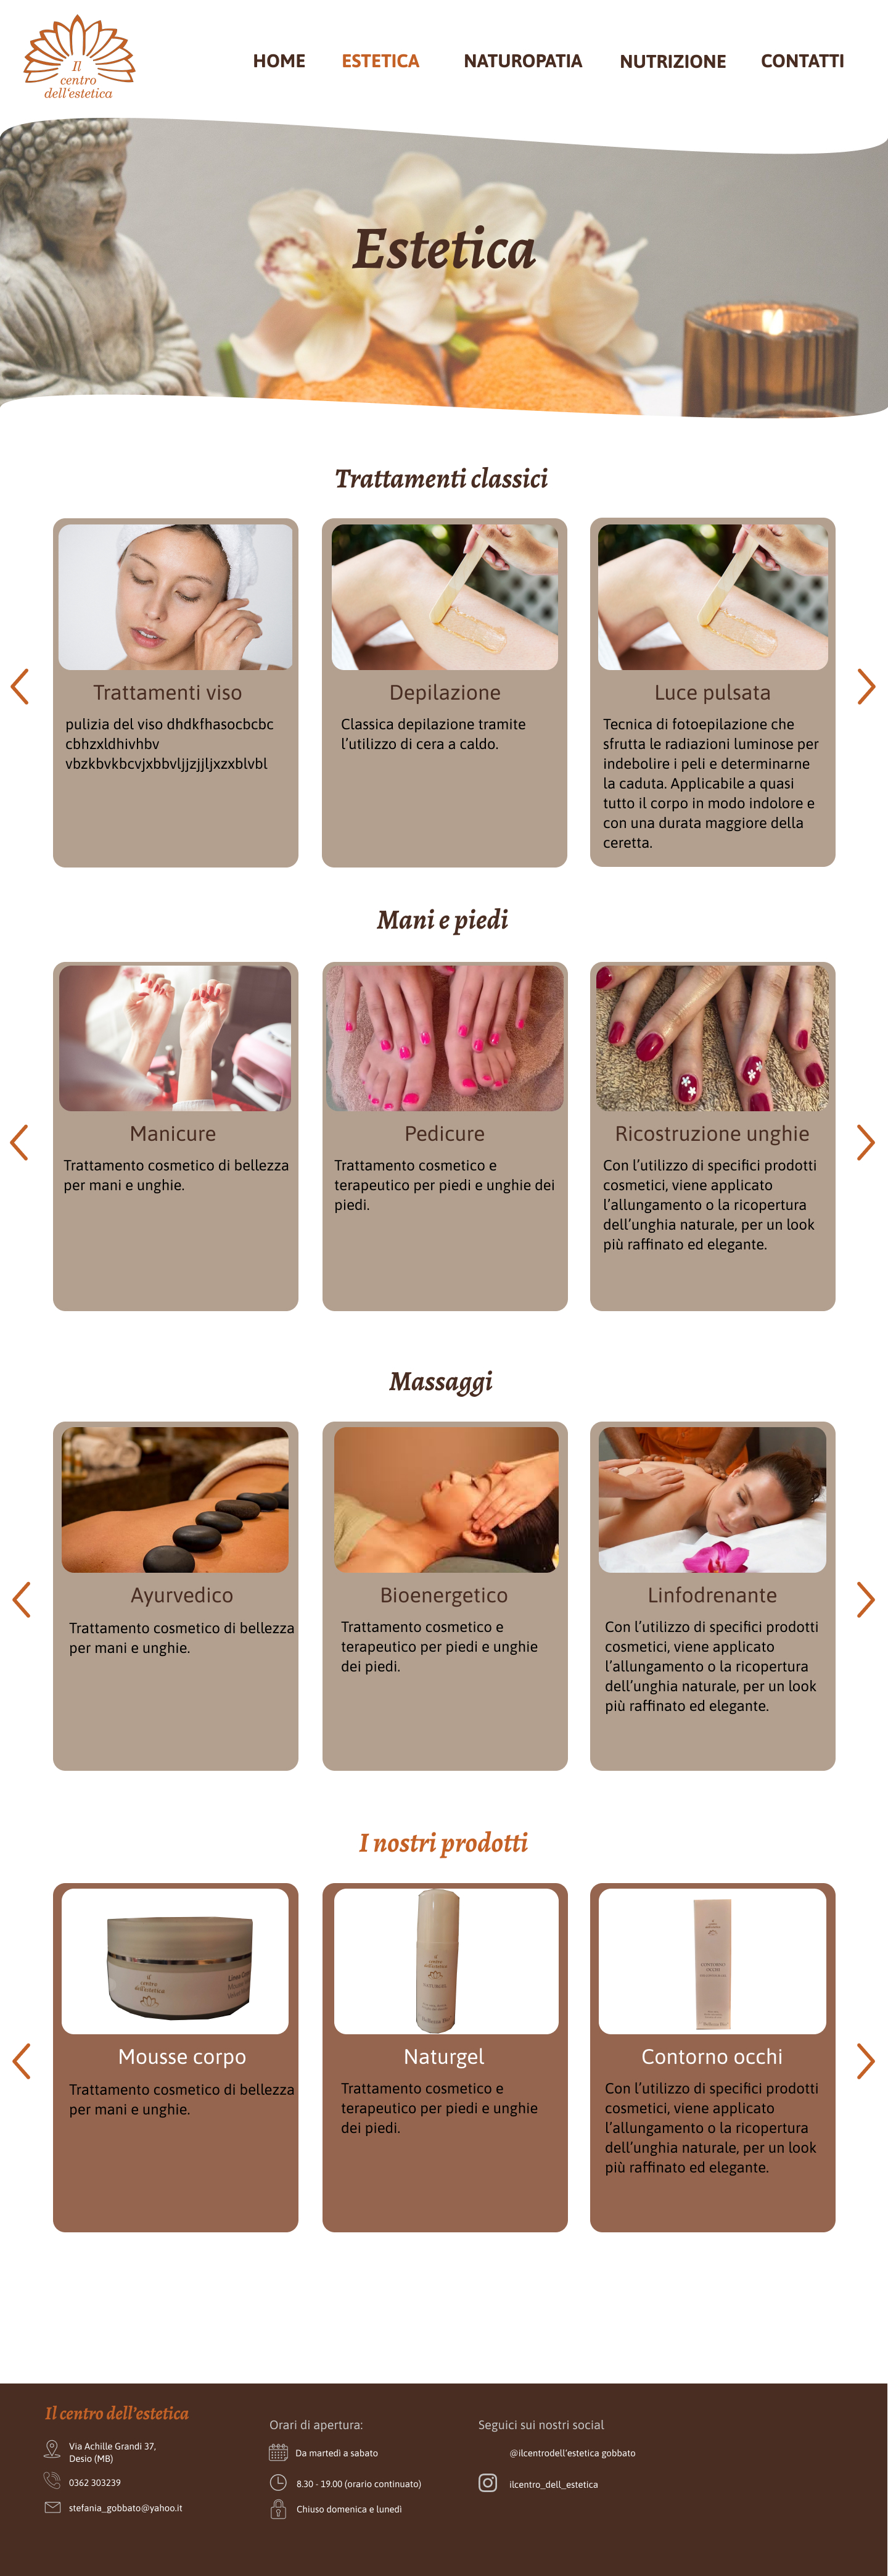 Il
centro
dell'estetica
HOME ESTETICA NATUROPATIA NUTRIZIONE CONTATTI
Estetica
Trattamenti classici
Trattamenti viso
pulizia del viso dhdkfhasocbcbc
cbhzxldhivhbv
vbzkbvkbcvjxbbvljjzjjljxzxblvbl
Depilazione
Classica depilazione tramite
l'utilizzo di cera a caldo.
Luce pulsata
Tecnica di fotoepilazione che
sfrutta le radiazioni luminose per
indebolire i peli e determinarne
la caduta. Applicabile a quasi
tutto il corpo in modo indolore e
con una durata maggiore della
ceretta.
Mani e piedi
Manicure
Trattamento cosmetico di bellezza
per mani e unghie.
Pedicure
Trattamento cosmetico e
terapeutico per piedi e unghie dei
piedi.
Ricostruzione unghie
Con l'utilizzo di specifici prodotti
cosmetici, viene applicato
l'allungamento o la ricopertura
dell'unghia naturale, per un look
più raffinato ed elegante.
Massaggi
Ayurvedico
Trattamento cosmetico di bellezza
per mani e unghie.
Bioenergetico
Trattamento cosmetico e
terapeutico per piedi e unghie
dei piedi.
Linfodrenante
Con l'utilizzo di specifici prodotti
cosmetici, viene applicato
l'allungamento o la ricopertura
dell'unghia naturale, per un look
più raffinato ed elegante.
I nostri prodotti
il
centro
dell'estetica
CONTORNO
OCCHI
Mousse corpo
Trattamento cosmetico di bellezza
per mani e unghie.
Naturgel
Trattamento cosmetico e
terapeutico per piedi e unghie
dei piedi.
Contorno occhi
Con l'utilizzo di specifici prodotti
cosmetici, viene applicato
l'allungamento o la ricopertura
dell'unghia naturale, per un look
più raffinato ed elegante.
Il centro dell'estetica
Via Achille Grandi 37,
Desio (MB)
0362 303239
stefania_gobbato@yahoo.it
Orari di apertura:
Da martedì a sabato
8.30 - 19.00 (orario continuato)
Chiuso domenica e lunedì
Seguici sui nostri social
@ilcentrodell'estetica gobbato
ilcentro_dell_estetica